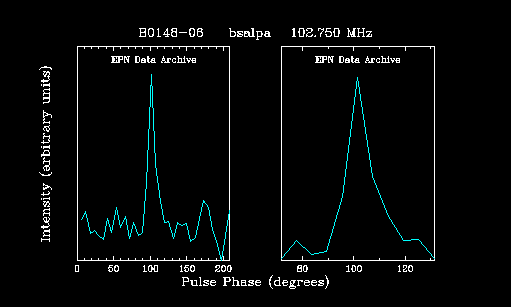 B0148-06 bsalpa 102.750 MHz
EPN Data Archive EPN Data Archive
Intensity (arbitrary units)
0 50 100 150 200 80 100 120
Pulse Phase (degrees)